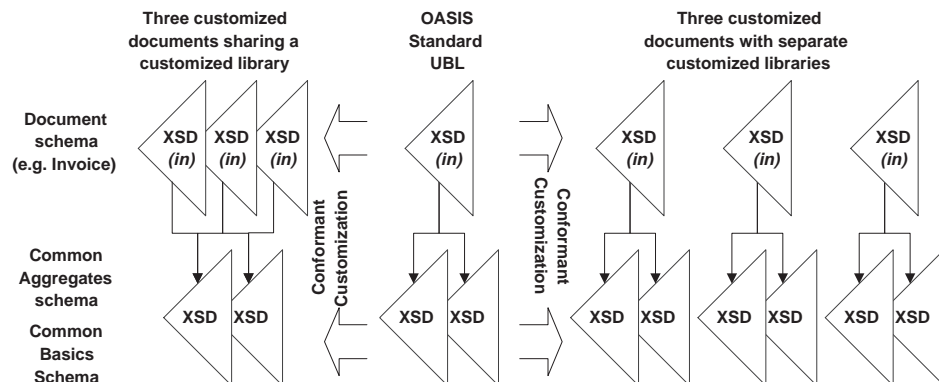 Three customized
documents sharing a
customized library
OASIS
Standard
UBL
Three customized
documents with separate
customized libraries
Document
schema
(e.g. Invoice)
XSD
(in)
XSD
(in)
XSD
(in)
XSD
(in)
XSD
(in)
XSD
(in)
XSD
(in)
Conformant
Customization
Conformant
Customization
Common
Aggregates
schema
Common
Basics
Schema
XSD
XSD
XSD
XSD
XSD
XSD
XSD
XSD
XSD
XSD